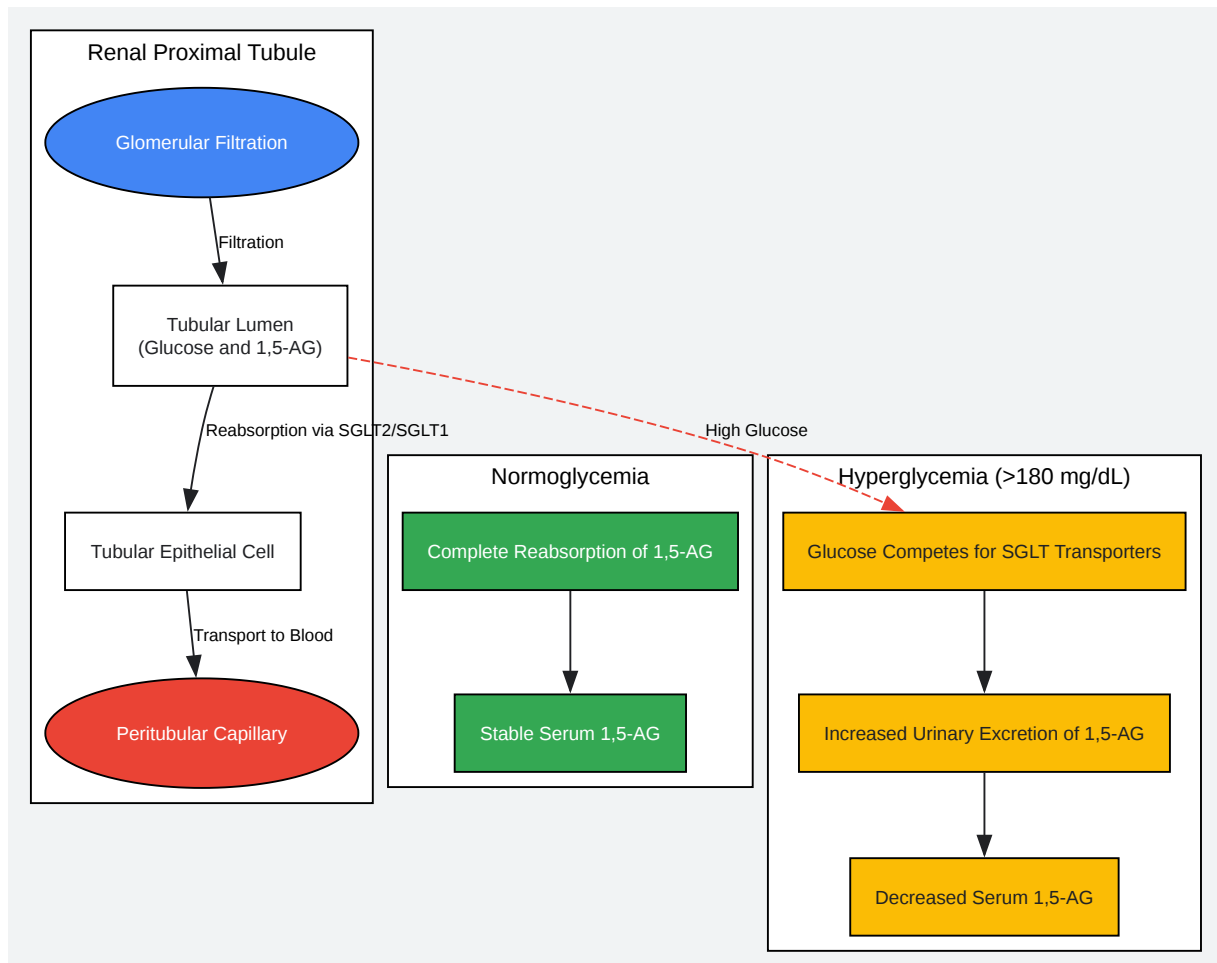 Renal Proximal Tubule
Glomerular Filtration
Filtration
Tubular Lumen
(Glucose and 1,5-AG)
Reabsorption via SGLT2/SGLT1
Tubular Epithelial Cell
Transport to Blood
Peritubular Capillary
High Glucose
Normoglycemia
Complete Reabsorption of 1,5-AG
Stable Serum 1,5-AG
Hyperglycemia (>180 mg/dL)
Glucose Competes for SGLT Transporters
Increased Urinary Excretion of 1,5-AG
Decreased Serum 1,5-AG